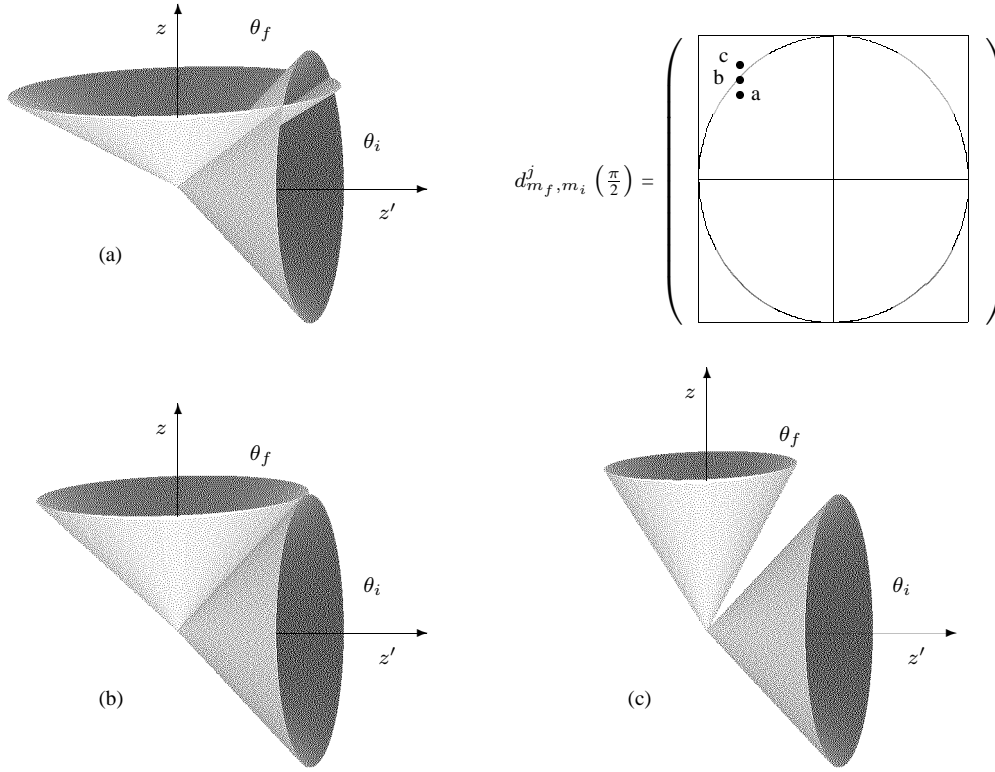 z
θ_f
θ_i
z′
(a)
d^j_{m_f,m_i} (π/2) =
c
b
a
z
θ_f
θ_i
z′
(b)
z
θ_f
θ_i
z′
(c)